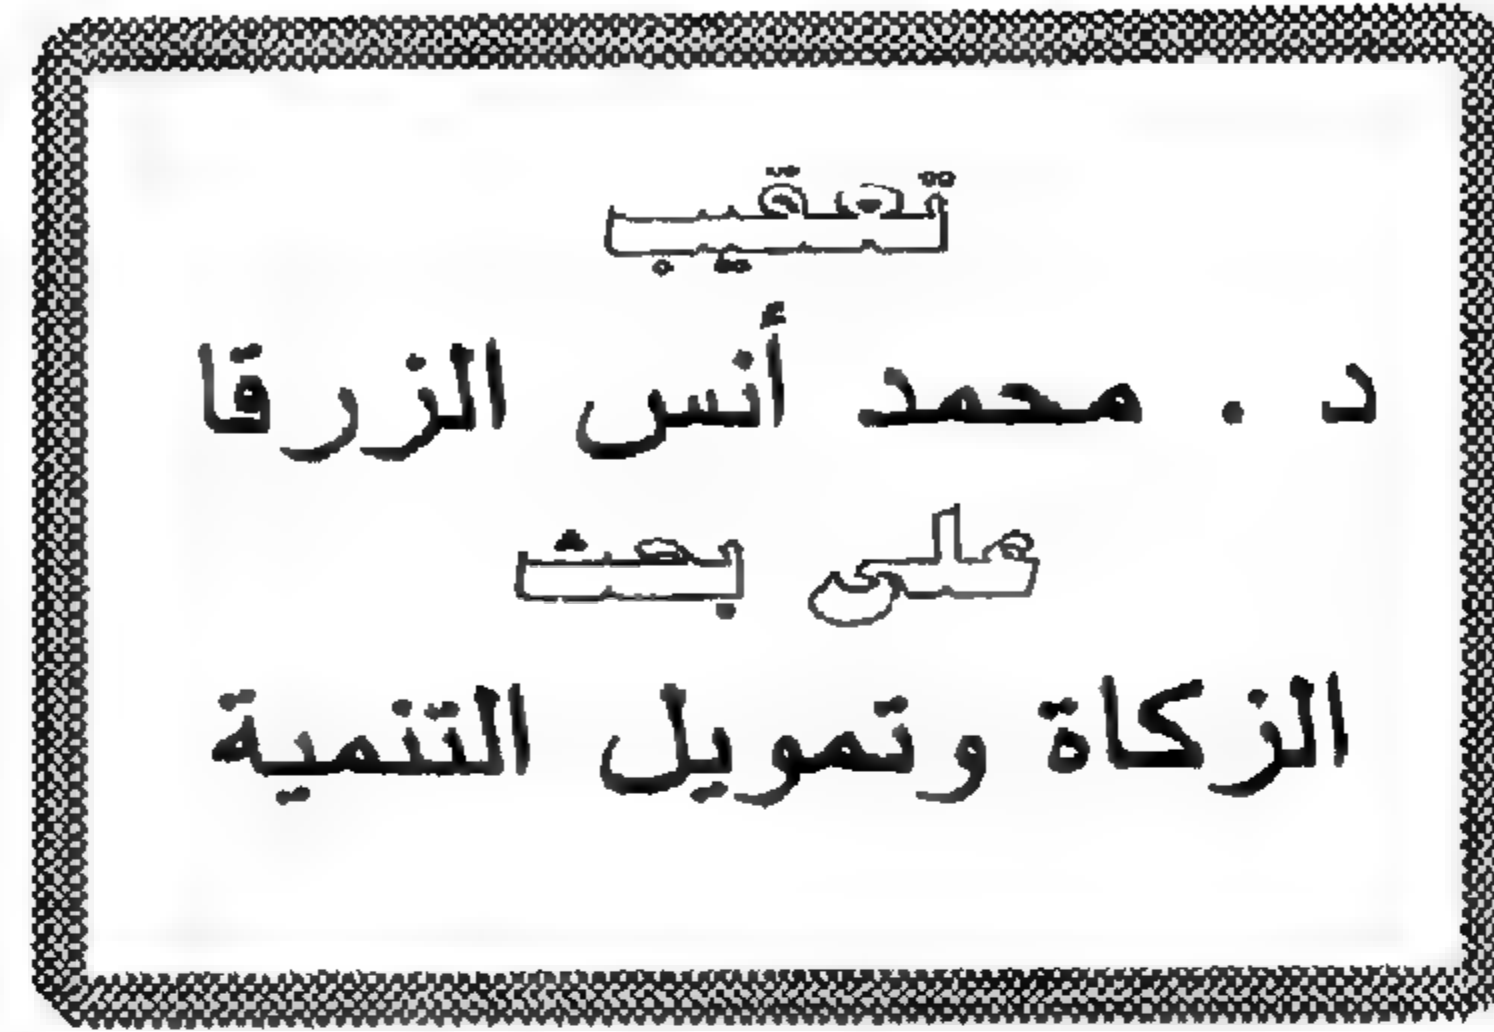 تعقيب
د . محمد أنس الزرقا
على بحث
الزكاة وتمويل التنمية